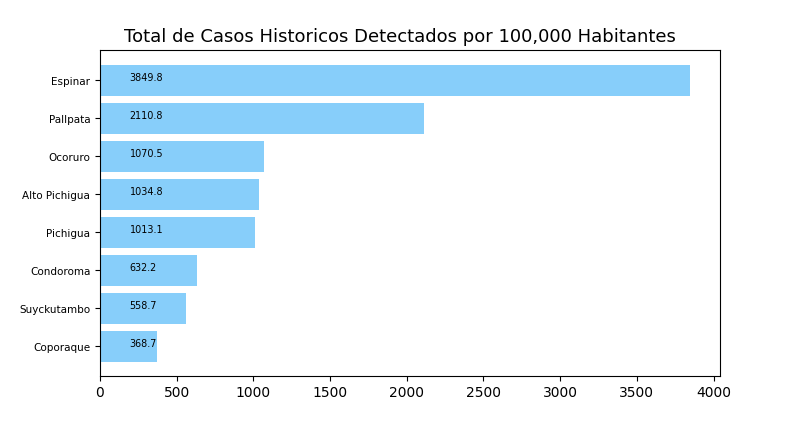 Total de Casos Historicos Detectados por 100,000 Habitantes
Espinar 3849.8
Pallpata 2110.8
Ocoruro 1070.5
Alto Pichigua 1034.8
Pichigua 1013.1
Condoroma 632.2
Suyckutambo 558.7
Coporaque 368.7
0 500 1000 1500 2000 2500 3000 3500 4000